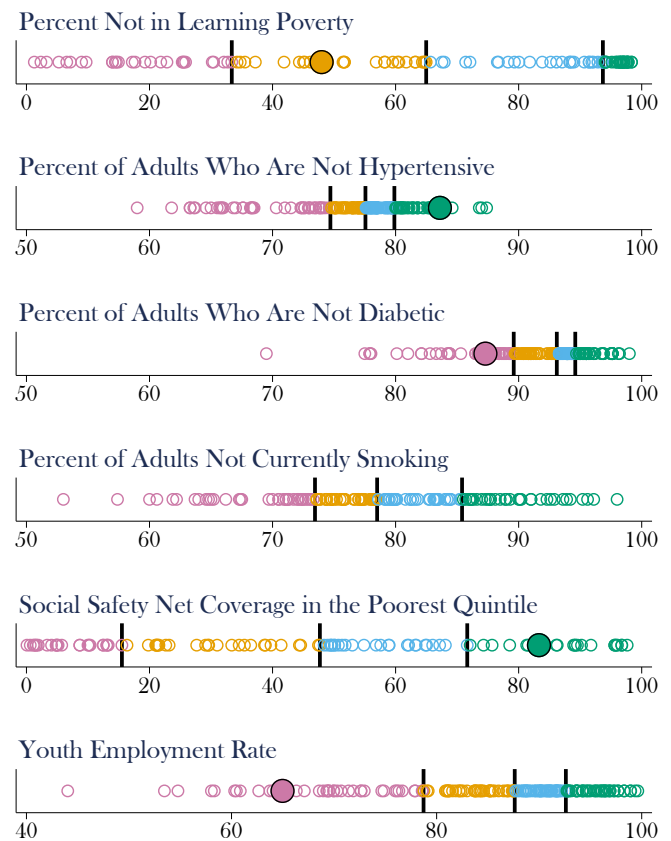 Percent Not in Learning Poverty
0 20 40 60 80 100
Percent of Adults Who Are Not Hypertensive
50 60 70 80 90 100
Percent of Adults Who Are Not Diabetic
50 60 70 80 90 100
Percent of Adults Not Currently Smoking
50 60 70 80 90 100
Social Safety Net Coverage in the Poorest Quintile
0 20 40 60 80 100
Youth Employment Rate
40 60 80 100